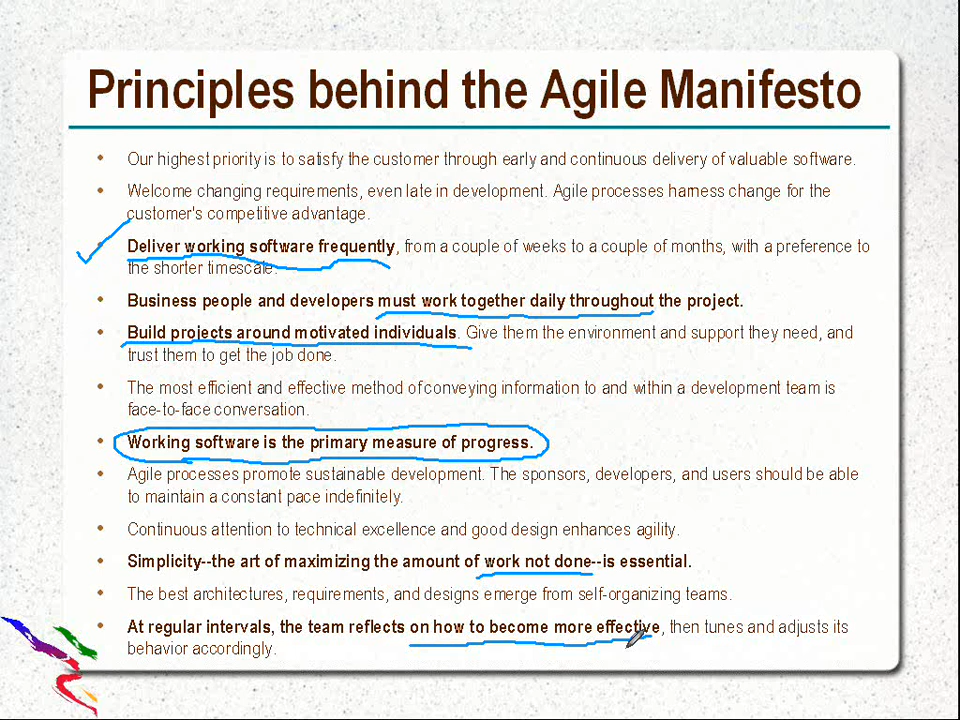 Principles behind the Agile Manifesto
• Our highest priority is to satisfy the customer through early and continuous delivery of valuable software.
• Welcome changing requirements, even late in development. Agile processes harness change for the
customer's competitive advantage.
• Deliver working software frequently, from a couple of weeks to a couple of months, with a preference to
the shorter timescale.
• Business people and developers must work together daily throughout the project.
• Build projects around motivated individuals. Give them the environment and support they need, and
trust them to get the job done.
• The most efficient and effective method of conveying information to and within a development team is
face-to-face conversation.
• Working software is the primary measure of progress.
• Agile processes promote sustainable development. The sponsors, developers, and users should be able
to maintain a constant pace indefinitely.
• Continuous attention to technical excellence and good design enhances agility.
• Simplicity--the art of maximizing the amount of work not done--is essential.
• The best architectures, requirements, and designs emerge from self-organizing teams.
• At regular intervals, the team reflects on how to become more effective, then tunes and adjusts its
behavior accordingly.